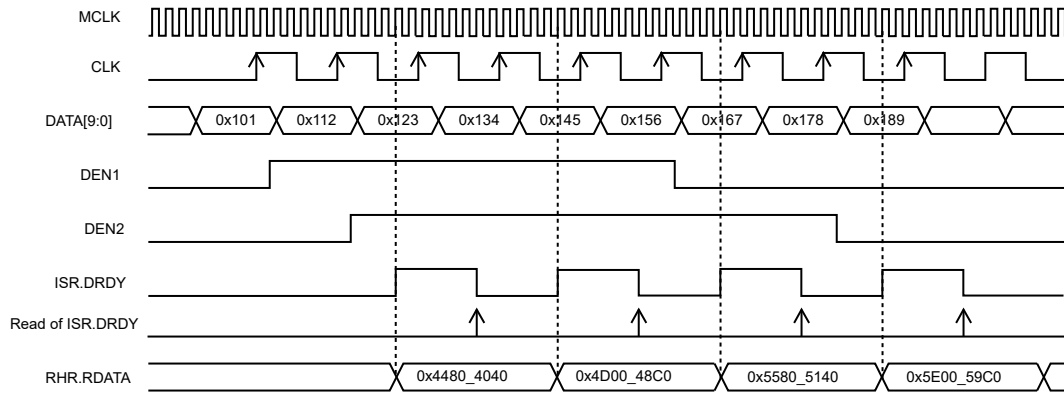 MCLK
CLK
DATA[9:0] 0x101 0x112 0x123 0x134 0x145 0x156 0x167 0x178 0x189
DEN1
DEN2
ISR.DRDY
Read of ISR.DRDY
RHR.RDATA 0x4480_4040 0x4D00_48C0 0x5580_5140 0x5E00_59C0